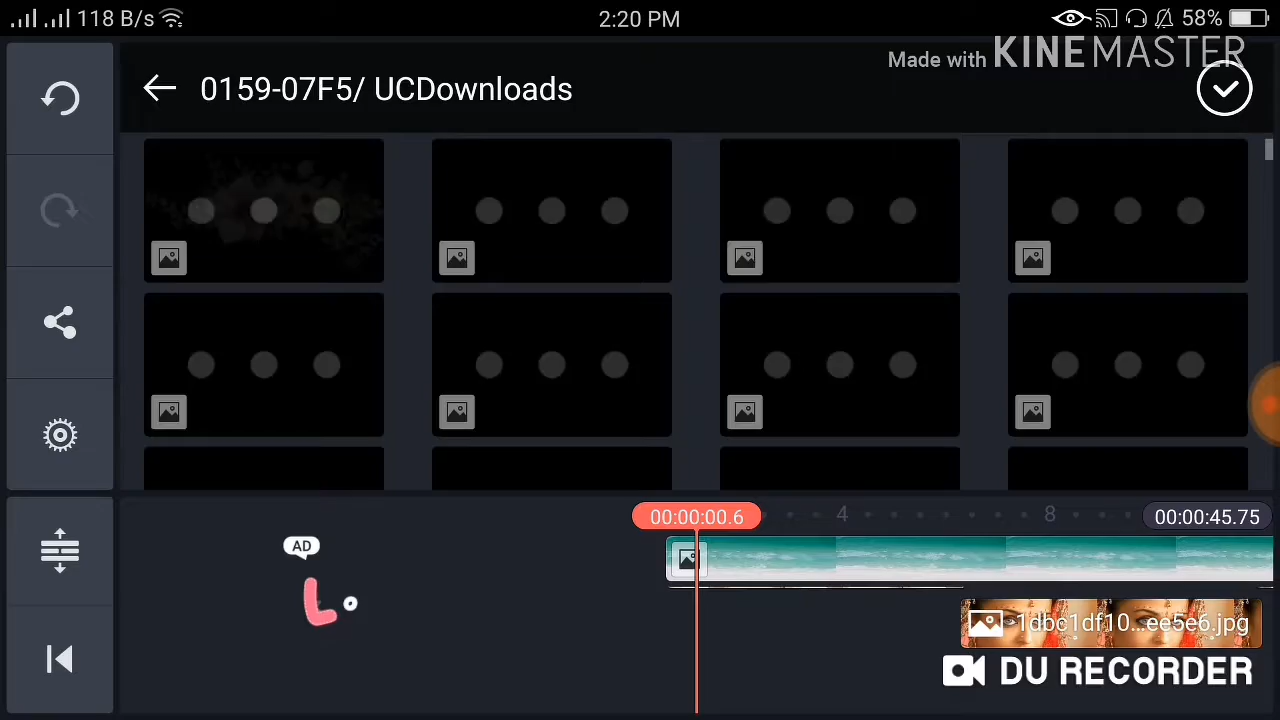 118 B/s
2:20 PM
58%
Made with KINEMASTER
0159-07F5/ UCDownloads
00:00:00.6
4
8
00:00:45.75
AD
1dbc1df10...ee5e6.jpg
DU RECORDER